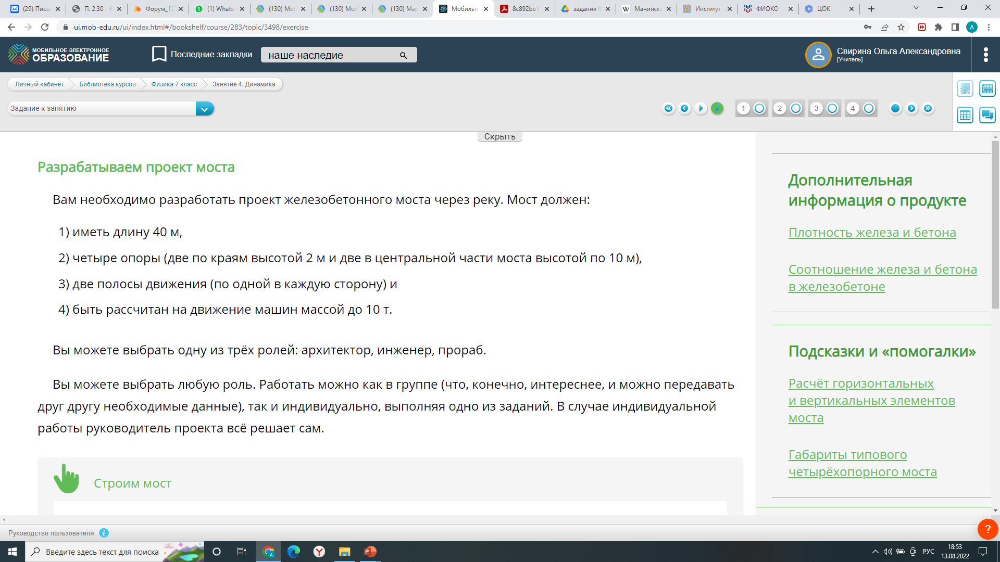 (29) Письм
П. 2.30 - К
Форум_12
(1) WhatsA
(130) Моб
(130) Мой
(130) Мар
Мобильн
8c892be1
задания
Мачинска
Институт
ФИОКО -
ЦОК
ui.mob-edu.ru/ui/index.html#/bookshelf/course/283/topic/3498/exercise
A
МОБИЛЬНОЕ ЭЛЕКТРОННОЕ
ОБРАЗОВАНИЕ
Последние закладки
наше наследие
Свирина Ольга Александровна
[Учитель]
Личный кабинет
Библиотека курсов
Физика 7 класс
Занятие 4. Динамика
Задание к занятию
1
2
3
4
Скрыть
Разрабатываем проект моста
Вам необходимо разработать проект железобетонного моста через реку. Мост должен:
1) иметь длину 40 м,
2) четыре опоры (две по краям высотой 2 м и две в центральной части моста высотой по 10 м),
3) две полосы движения (по одной в каждую сторону) и
4) быть рассчитан на движение машин массой до 10 т.
Вы можете выбрать одну из трёх ролей: архитектор, инженер, прораб.
Вы можете выбрать любую роль. Работать можно как в группе (что, конечно, интереснее, и можно передавать
друг другу необходимые данные), так и индивидуально, выполняя одно из заданий. В случае индивидуальной
работы руководитель проекта всё решает сам.
Строим мост
Дополнительная
информация о продукте
Плотность железа и бетона
Соотношение железа и бетона
в железобетоне
Подсказки и «помогалки»
Расчёт горизонтальных
и вертикальных элементов
моста
Габариты типового
четырёхопорного моста
Руководство пользователя
?
Введите здесь текст для поиска
РУС
18:53
13.08.2022